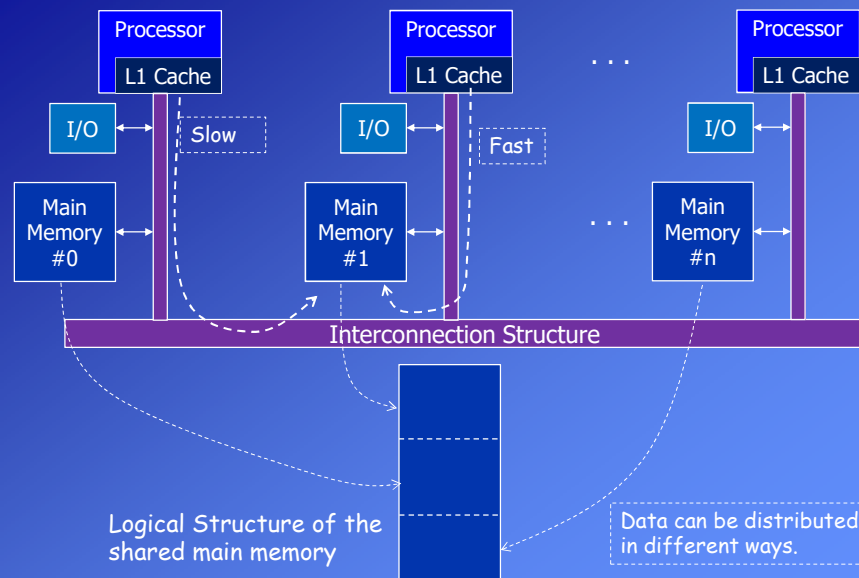 Processor
L1 Cache
Processor
L1 Cache
. . .
Processor
L1 Cache
I/O
Slow
I/O
Fast
I/O
Main
Memory
#0
Main
Memory
#1
. . .
Main
Memory
#n
Interconnection Structure
Logical Structure of the
shared main memory
Data can be distributed
in different ways.